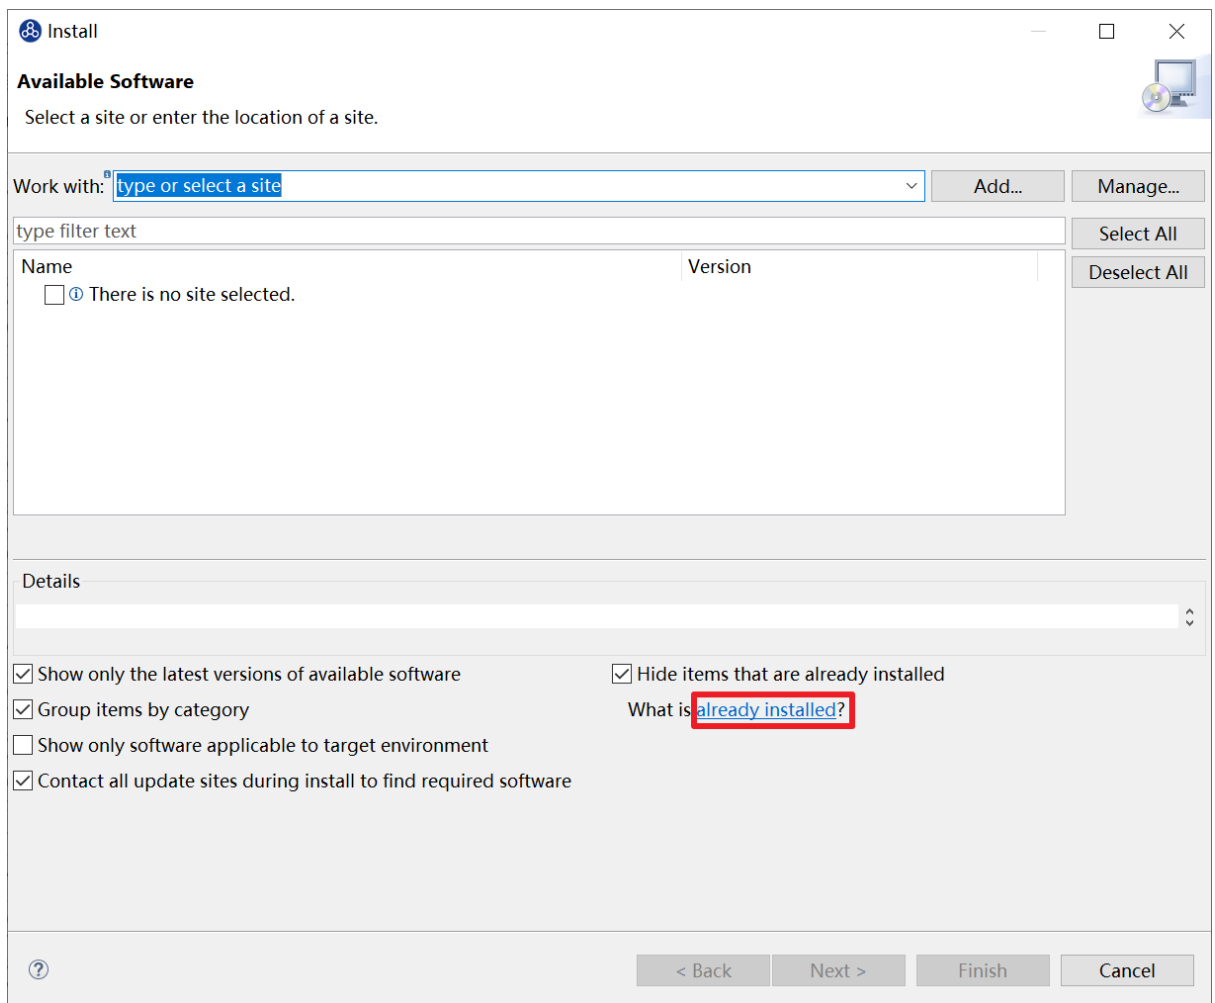 Install
Available Software
Select a site or enter the location of a site.
Work with: type or select a site Add... Manage...
type filter text Select All
Name Version Deselect All
There is no site selected.
Details
Show only the latest versions of available software Hide items that are already installed
Group items by category What is already installed?
Show only software applicable to target environment
Contact all update sites during install to find required software
? < Back Next > Finish Cancel